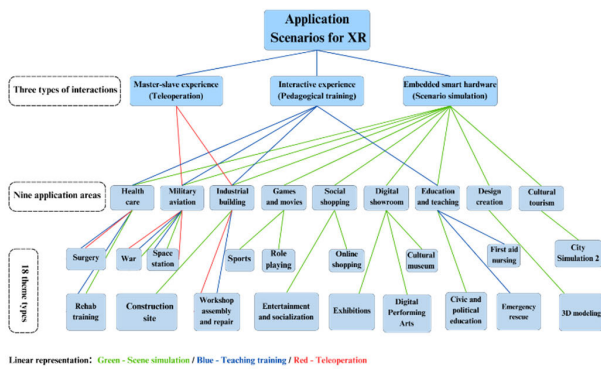 Application
Scenarios for XR
Three types of interactions
Master-slave experience
(Teleoperation)
Interactive experience
(Pedagogical training)
Embedded smart hardware
(Scenario simulation)
Nine application areas
Health
care
Military
aviation
Industrial
building
Games
and movies
Social
shopping
Digital
showroom
Education
and teaching
Design
creation
Cultural
tourism
18 theme types
Surgery
War
Space
station
Sports
Role
playing
Online
shopping
Cultural
museum
First aid
nursing
City
Simulation 2
Rehab
training
Construction
site
Workshop
assembly
and repair
Entertainment
and socialization
Exhibitions
Digital
Performing
Arts
Civic and
political
education
Emergency
rescue
3D modeling
Linear representation: Green - Scene simulation / Blue - Teaching training / Red - Teleoperation